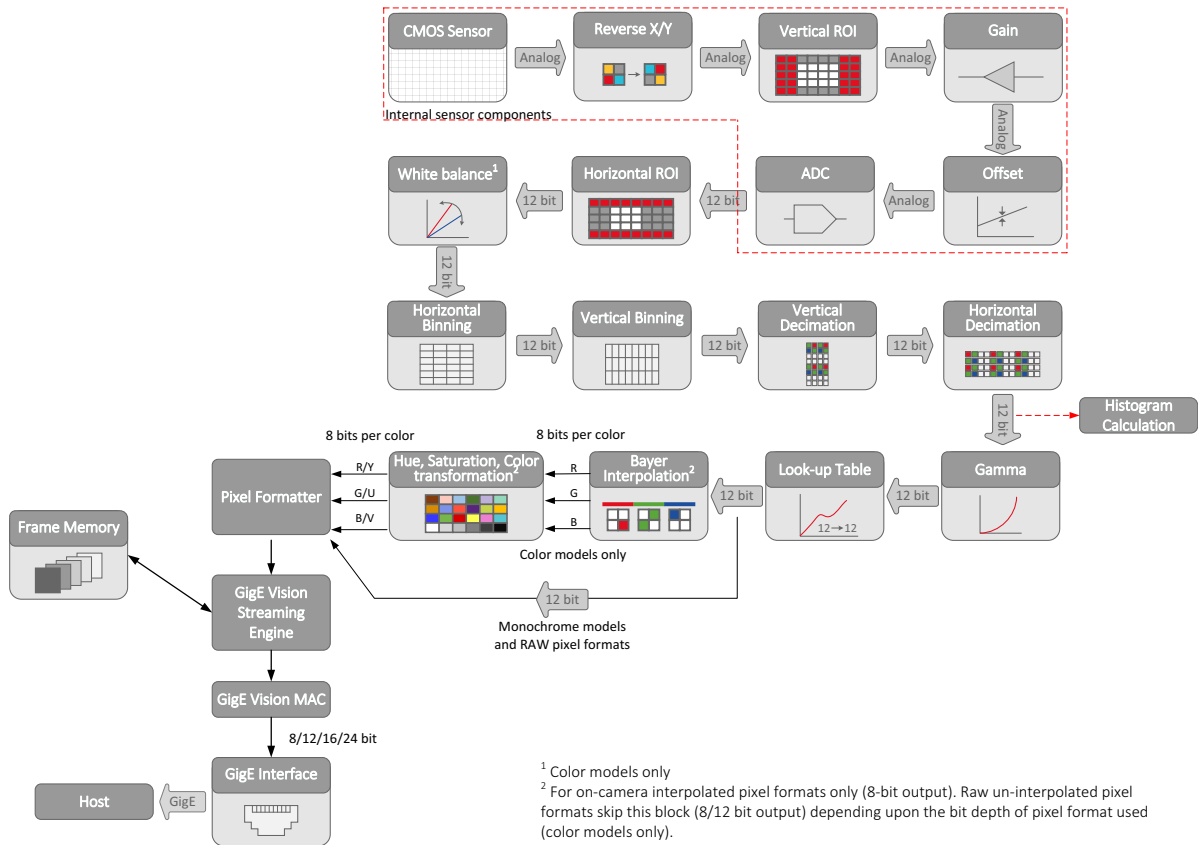 CMOS Sensor
Analog
Reverse X/Y
Analog
Vertical ROI
Analog
Gain
Internal sensor components
Analog
White balance1
12 bit
Horizontal ROI
12 bit
ADC
Analog
Offset
12 bit
Horizontal
Binning
12 bit
Vertical Binning
12 bit
Vertical
Decimation
12 bit
Horizontal
Decimation
12 bit
Histogram
Calculation
8 bits per color
8 bits per color
Pixel Formatter
R/Y
G/U
B/V
Hue, Saturation, Color
transformation2
R
G
B
Bayer
Interpolation2
12 bit
Look-up Table
12→12
12 bit
Gamma
Color models only
Frame Memory
GigE Vision
Streaming
Engine
12 bit
Monochrome models
and RAW pixel formats
GigE Vision MAC
8/12/16/24 bit
Host
GigE
GigE Interface
1 Color models only
2 For on-camera interpolated pixel formats only (8-bit output). Raw un-interpolated pixel
formats skip this block (8/12 bit output) depending upon the bit depth of pixel format used
(color models only).